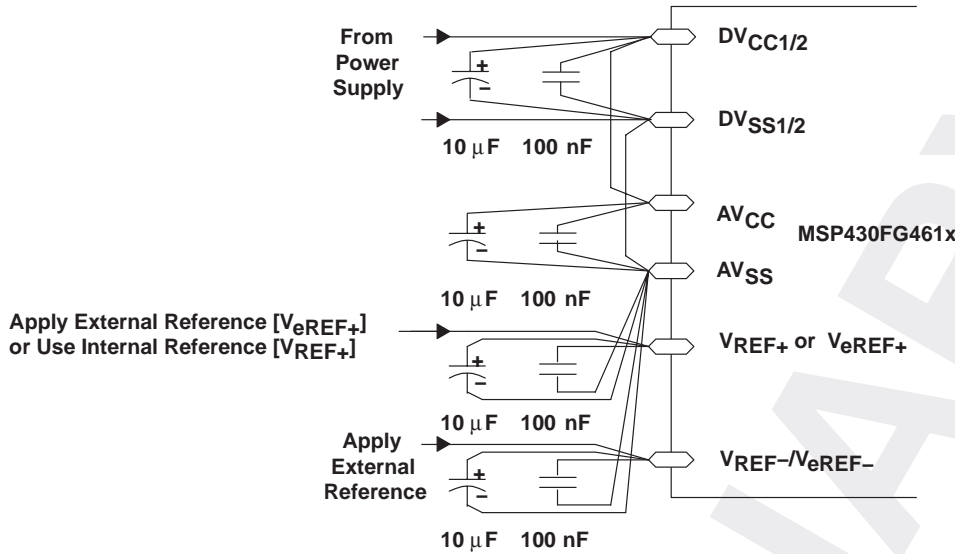 From
Power
Supply
DVCC1/2
+
−
DVSS1/2
10 μF 100 nF
AVCC
MSP430FG461x
+
−
AVSS
10 μF 100 nF
Apply External Reference [VeREF+]
or Use Internal Reference [VREF+]
VREF+ or VeREF+
+
−
10 μF 100 nF
Apply
External
Reference
VREF−/VeREF−
+
−
10 μF 100 nF